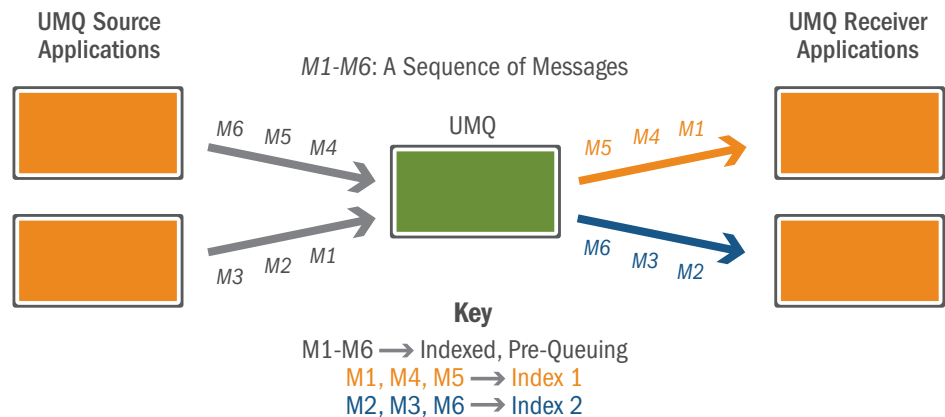 UMQ Source
Applications
UMQ Receiver
Applications
M1-M6: A Sequence of Messages
UMQ
M6 M5 M4
M3 M2 M1
M5 M4 M1
M6 M3 M2
Key
M1-M6 → Indexed, Pre-Queuing
M1, M4, M5 → Index 1
M2, M3, M6 → Index 2